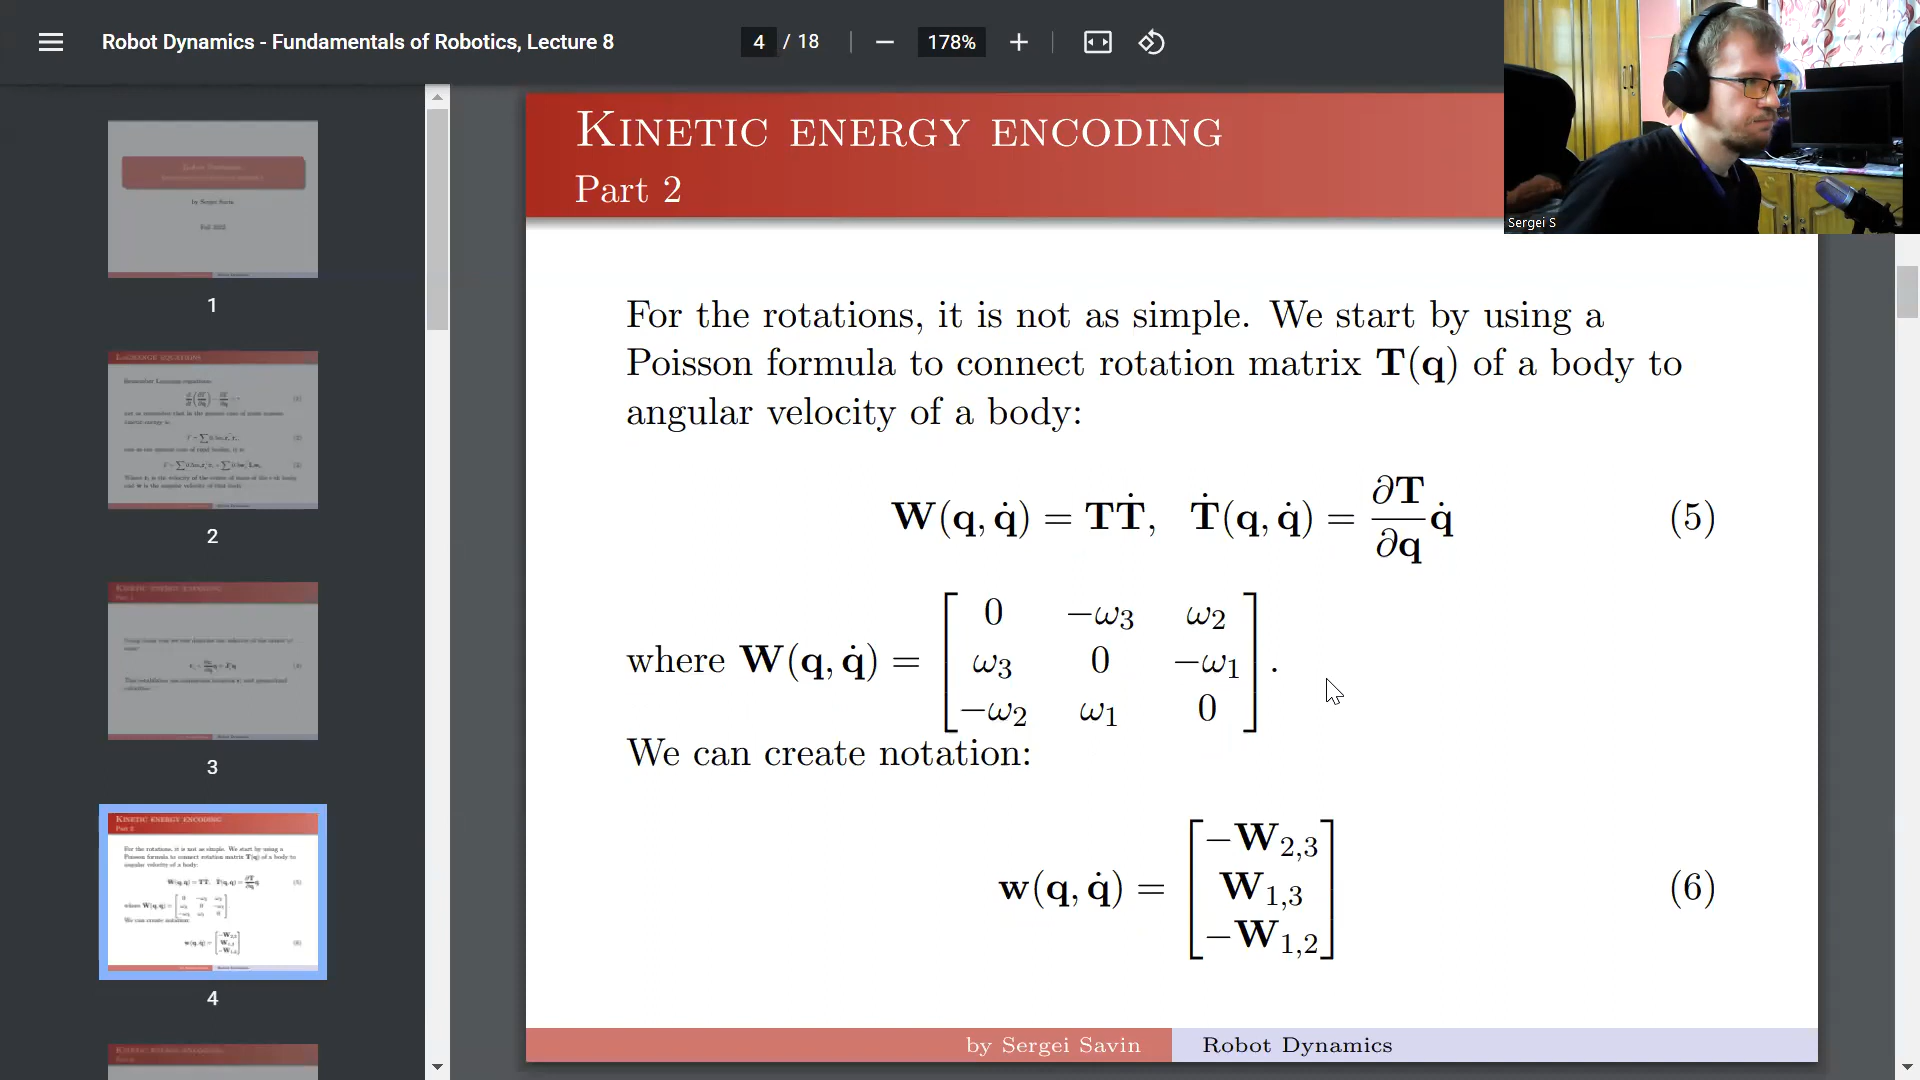 Robot Dynamics - Fundamentals of Robotics, Lecture 8
4 / 18
178%
Sergei S
1
2
3
4
KINETIC ENERGY ENCODING
Part 2
For the rotations, it is not as simple. We start by using a
Poisson formula to connect rotation matrix T(q) of a body to
angular velocity of a body:
W(q, q̇) = TṪ, Ṫ(q, q̇) = ∂T/∂q q̇ (5)
where W(q, q̇) = [0 −ω₃ ω₂
ω₃ 0 −ω₁
−ω₂ ω₁ 0].
We can create notation:
w(q, q̇) = [−W₂,₃
W₁,₃
−W₁,₂] (6)
by Sergei Savin
Robot Dynamics